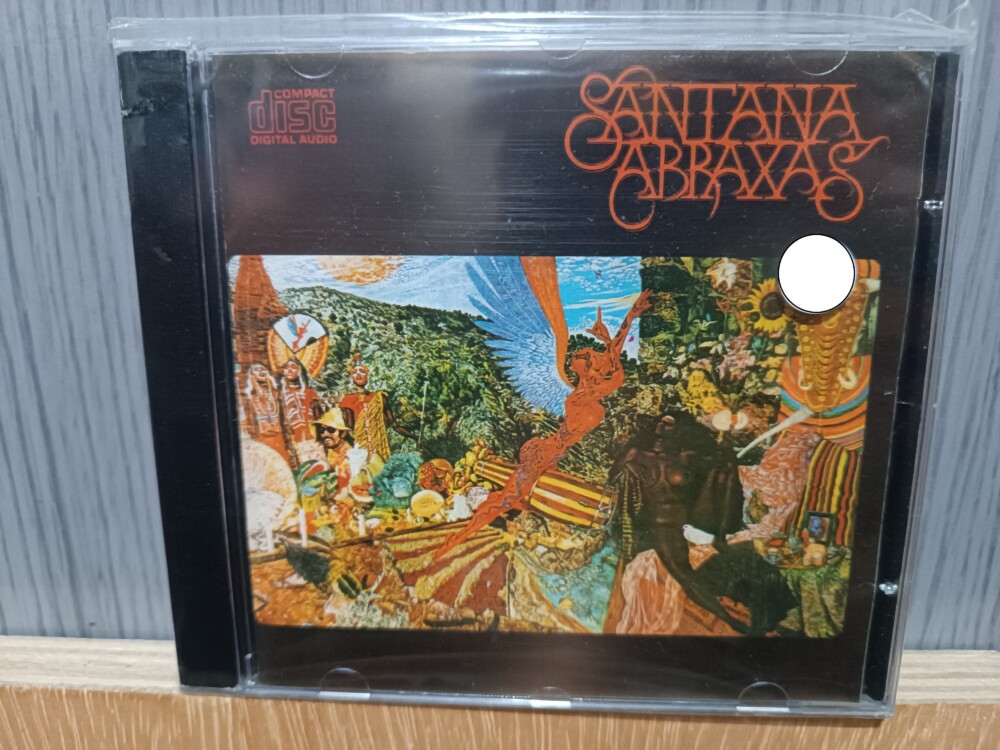 COMPACT
disc
DIGITAL AUDIO
SANTANA
ABRAXAS